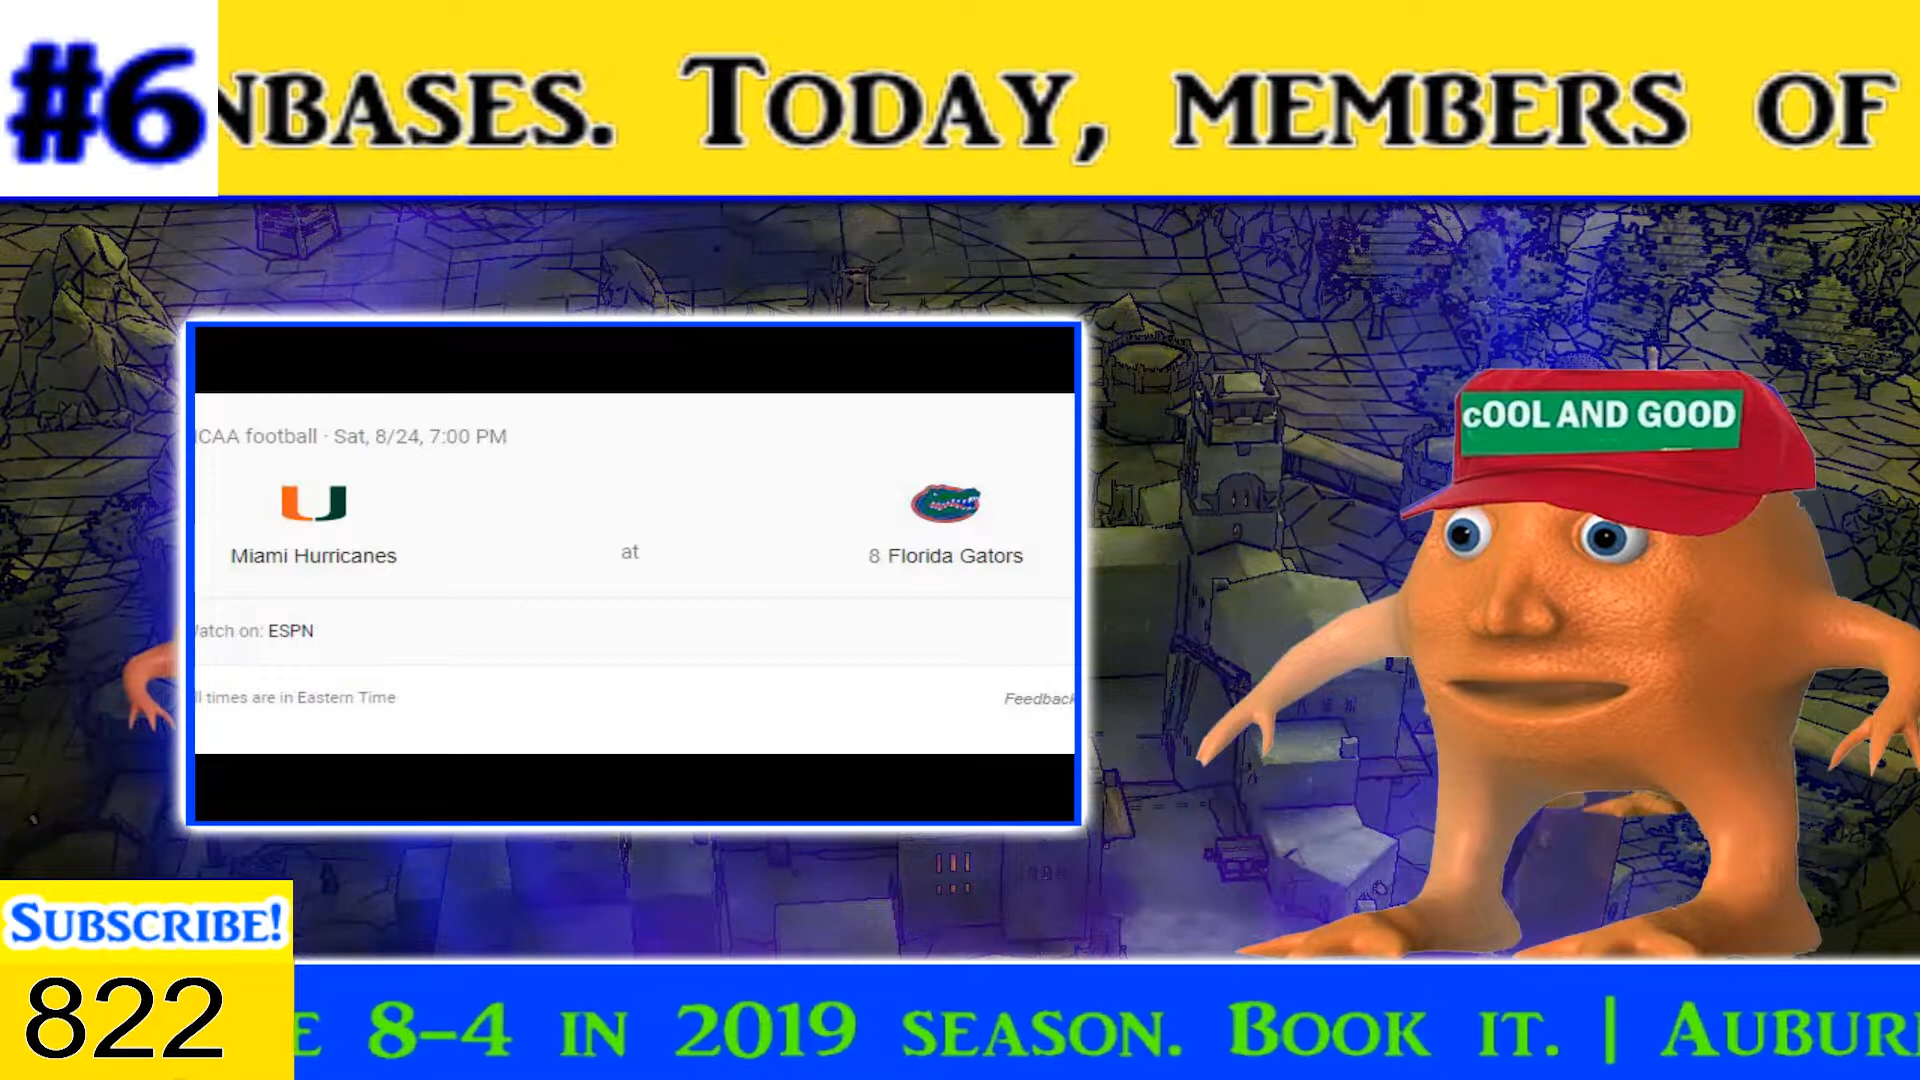 #6
NBASES. TODAY, MEMBERS OF
cOOL AND GOOD
CAA football · Sat, 8/24, 7:00 PM
Miami Hurricanes at 8 Florida Gators
atch on: ESPN
ll times are in Eastern Time Feedback
SUBSCRIBE!
822
E 8-4 IN 2019 SEASON. BOOK IT. | AUBUR